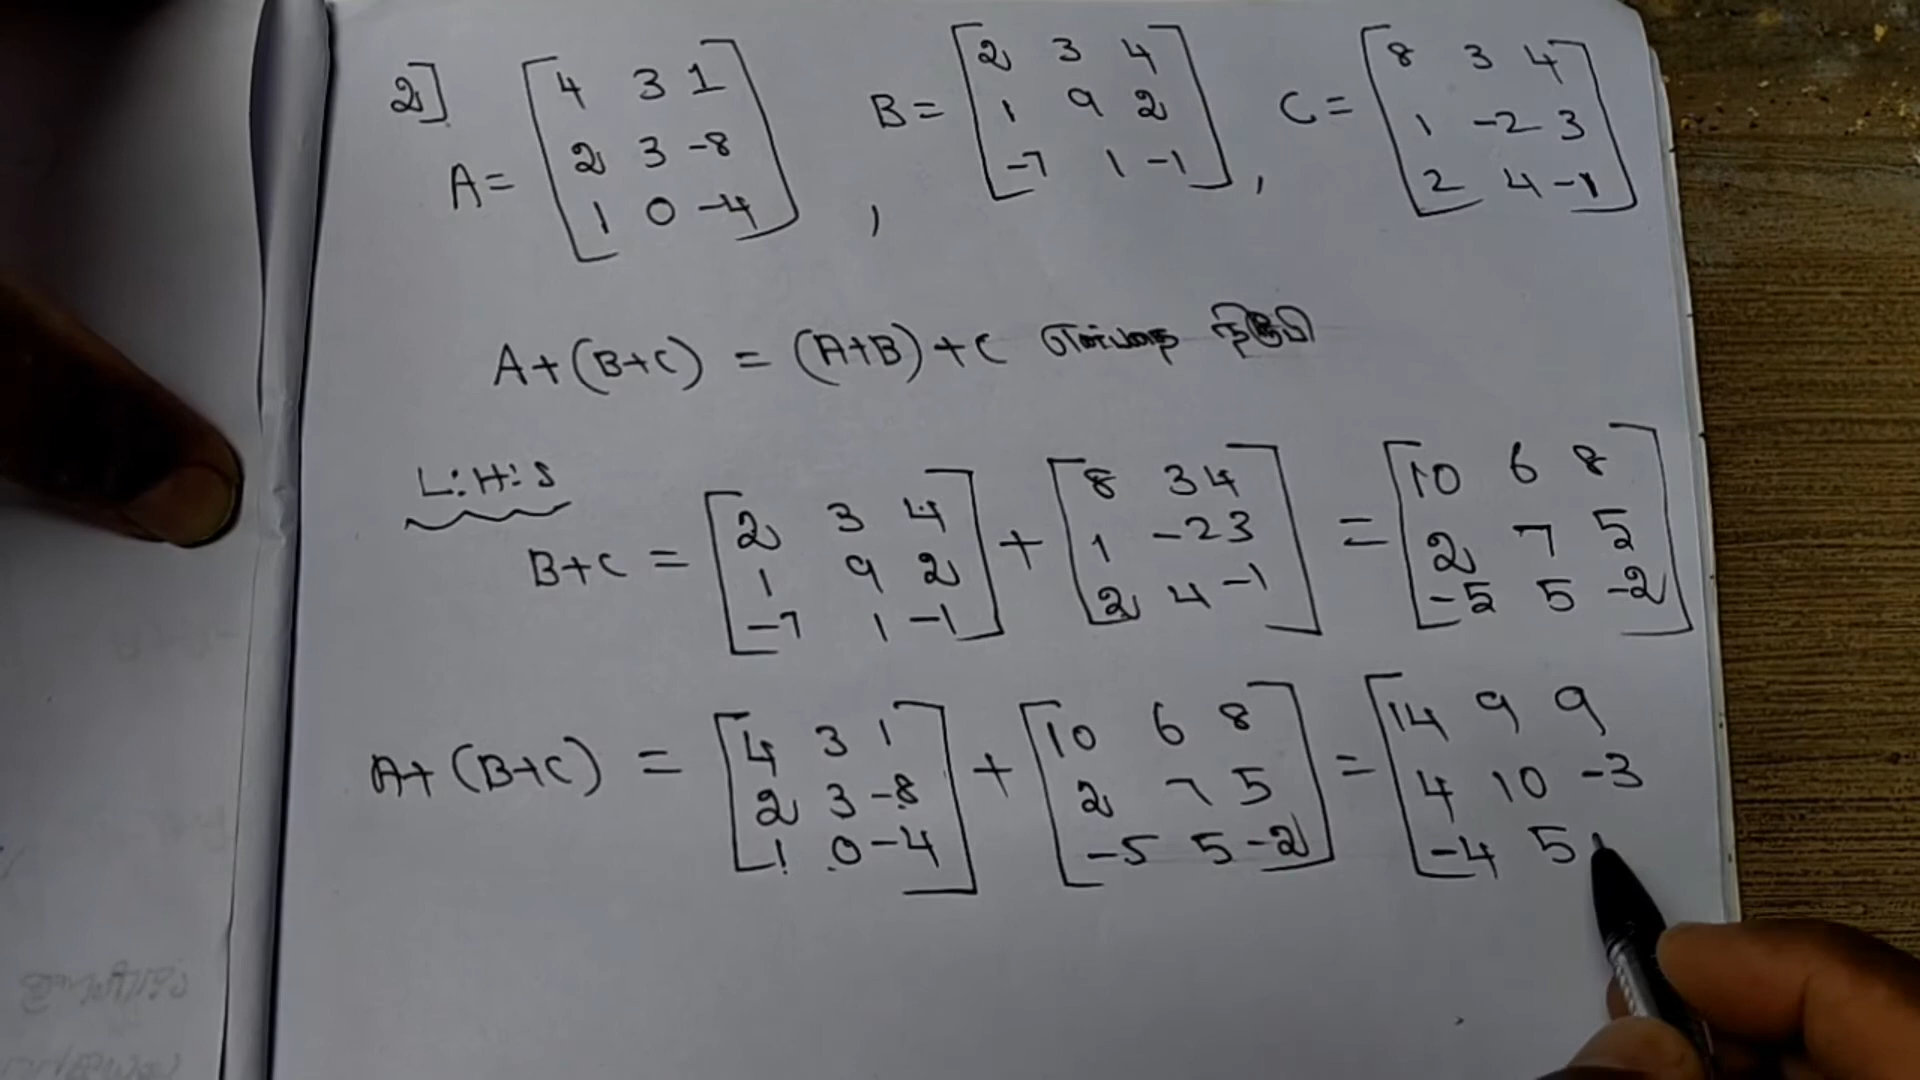 2]
A = [4 3 1
2 3 -8
1 0 -4] ,
B = [2 3 4
1 9 2
-7 1 -1] ,
C = [8 3 4
1 -2 3
2 4 -1]
A+(B+C) = (A+B)+C என்பதை நிரூபி
L.H.S
B+C = [2 3 4
1 9 2
-7 1 -1] + [8 3 4
1 -2 3
2 4 -1] = [10 6 8
2 7 5
-5 5 -2]
A+(B+C) = [4 3 1
2 3 -8
1 0 -4] + [10 6 8
2 7 5
-5 5 -2] = [14 9 9
4 10 -3
-4 5